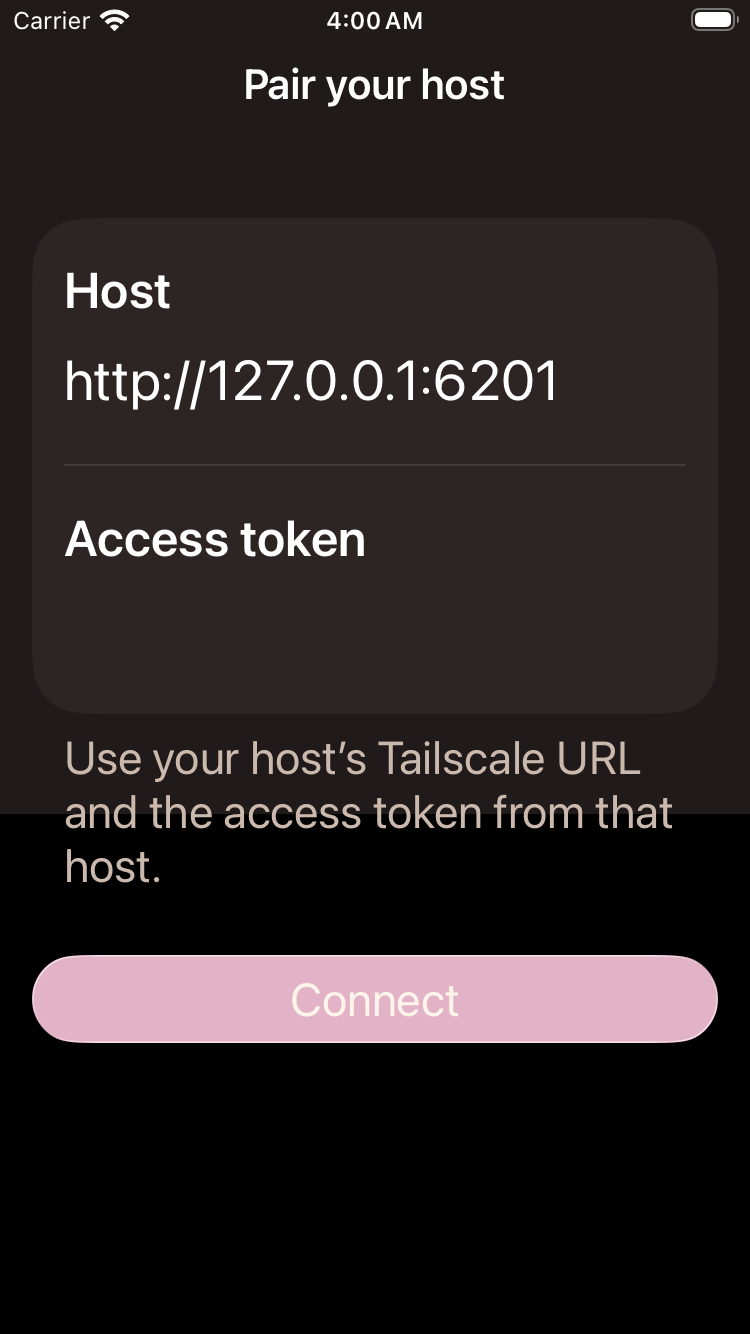 Carrier 4:00 AM
Pair your host
Host
http://127.0.0.1:6201
Access token
Use your host’s Tailscale URL
and the access token from that
host.
Connect